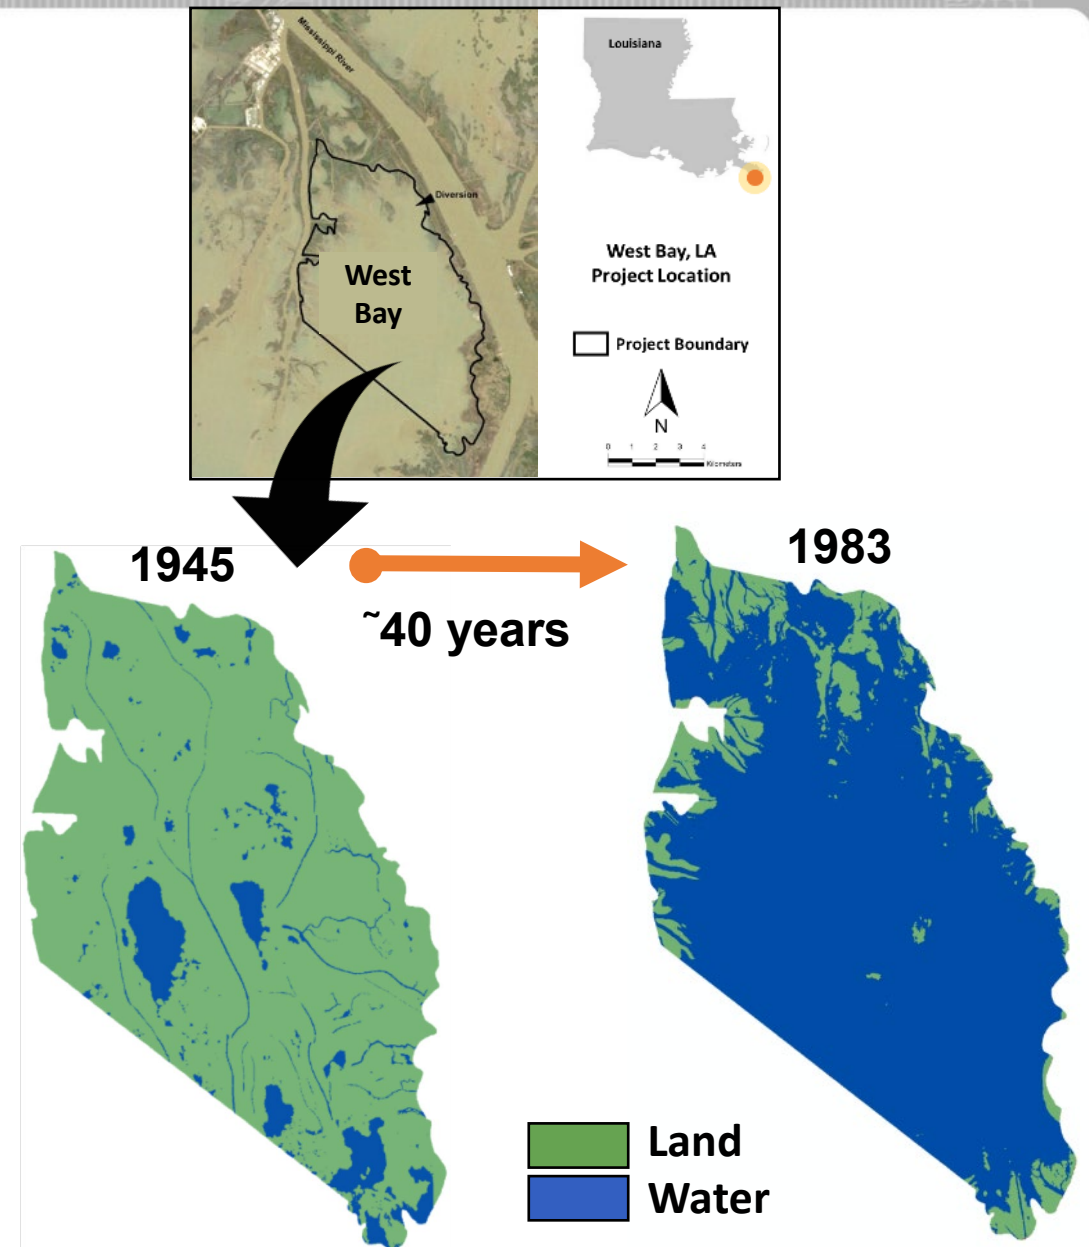 Mississippi River
Diversion
West
Bay
Louisiana
West Bay, LA
Project Location
Project Boundary
N
0 1 2 3 4
Kilometers
1945
1983
~40 years
Land
Water